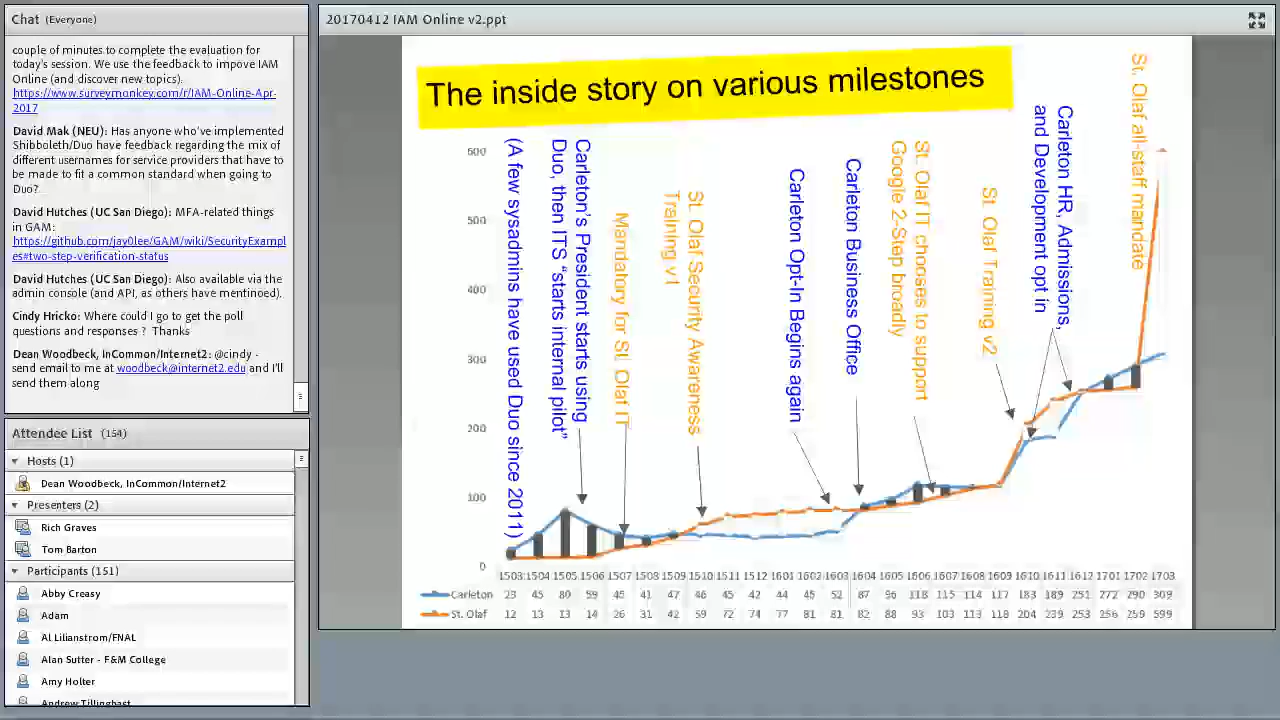 Chat (Everyone)
couple of minutes to complete the evaluation for
today's session. We use the feedback to impove IAM
Online (and discover new topics).
https://www.surveymonkey.com/r/IAM-Online-Apr-
2017
David Mak (NEU): Has anyone who've implemented
Shibboleth/Duo have feedback regarding the mix of
different usernames for service providers that have to
be made to fit a common standard when going to
Duo?
David Hutches (UC San Diego): MFA-related things
in GAM:
https://github.com/jay0lee/GAM/wiki/SecurityExampl
es#two-step-verification-status
David Hutches (UC San Diego): Also available via the
admin console (and API, as others have mentioned).
Cindy Hricko: Where could I go to get the poll
questions and responses ? Thanks
Dean Woodbeck, InCommon/Internet2: @cindy -
send email to me at woodbeck@internet2.edu and I'll
send them along
Attendee List (154)
Hosts (1)
Dean Woodbeck, InCommon/Internet2
Presenters (2)
Rich Graves
Tom Barton
Participants (151)
Abby Creasy
Adam
Al Lilianstrom/FNAL
Alan Sutter - F&M College
Amy Holter
Andrew Tillinghast
20170412 IAM Online v2.ppt
The inside story on various milestones
600
500
400
300
200
100
0
(A few sysadmins have used Duo since 2011)
Carleton's President starts using
Duo, then ITS "starts internal pilot"
Mandatory for St. Olaf IT
St. Olaf Security Awareness
Training v1
Carleton Opt-In Begins again
Carleton Business Office
St. Olaf IT chooses to support
Google 2-Step broadly
St. Olaf Training v2
Carleton HR, Admissions,
and Development opt in
St. Olaf all-staff mandate
1503 1504 1505 1506 1507 1508 1509 1510 1511 1512 1601 1602 1603 1604 1605 1606 1607 1608 1609 1610 1611 1612 1701 1702 1703
Carleton 23 45 80 59 45 41 47 46 45 42 44 45 52 87 96 118 115 114 117 183 189 251 272 290 309
St. Olaf 12 13 13 14 26 31 42 59 72 74 77 81 81 82 88 93 103 113 118 204 239 253 256 259 599